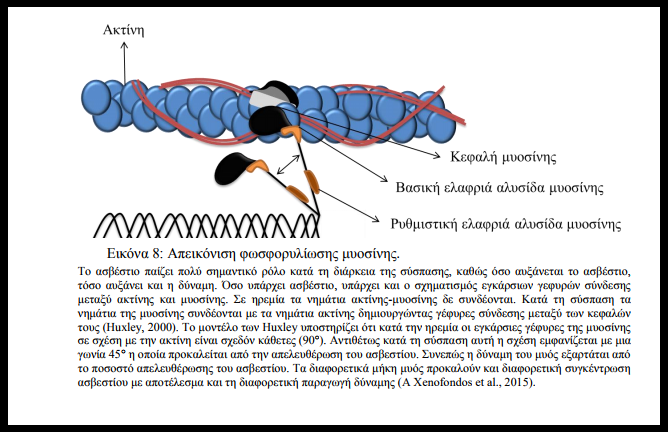 Ακτίνη
Κεφαλή μυοσίνης
Βασική ελαφριά αλυσίδα μυοσίνης
Ρυθμιστική ελαφριά αλυσίδα μυοσίνης
Εικόνα 8: Απεικόνιση φωσφορυλίωσης μυοσίνης.
Το ασβέστιο παίζει πολύ σημαντικό ρόλο κατά τη διάρκεια της σύσπασης, καθώς όσο αυξάνεται το ασβέστιο,
τόσο αυξάνει και η δύναμη. Όσο υπάρχει ασβέστιο, υπάρχει και ο σχηματισμός εγκάρσιων γεφυρών σύνδεσης
μεταξύ ακτίνης και μυοσίνης. Σε ηρεμία τα νημάτια ακτίνης-μυοσίνης δε συνδέονται. Κατά τη σύσπαση τα
νημάτια της μυοσίνης συνδέονται με τα νημάτια ακτίνης δημιουργώντας γέφυρες σύνδεσης μεταξύ των κεφαλών
τους (Huxley, 2000). Το μοντέλο των Huxley υποστηρίζει ότι κατά την ηρεμία οι εγκάρσιες γέφυρες της μυοσίνης
σε σχέση με την ακτίνη είναι σχεδόν κάθετες (90°). Αντιθέτως κατά τη σύσπαση αυτή η σχέση εμφανίζεται με μια
γωνία 45° η οποία προκαλείται από την απελευθέρωση του ασβεστίου. Συνεπώς η δύναμη του μυός εξαρτάται από
το ποσοστό απελευθέρωσης του ασβεστίου. Τα διαφορετικά μήκη μυός προκαλούν και διαφορετική συγκέντρωση
ασβεστίου με αποτέλεσμα και τη διαφορετική παραγωγή δύναμης (A Xenofondos et al., 2015).